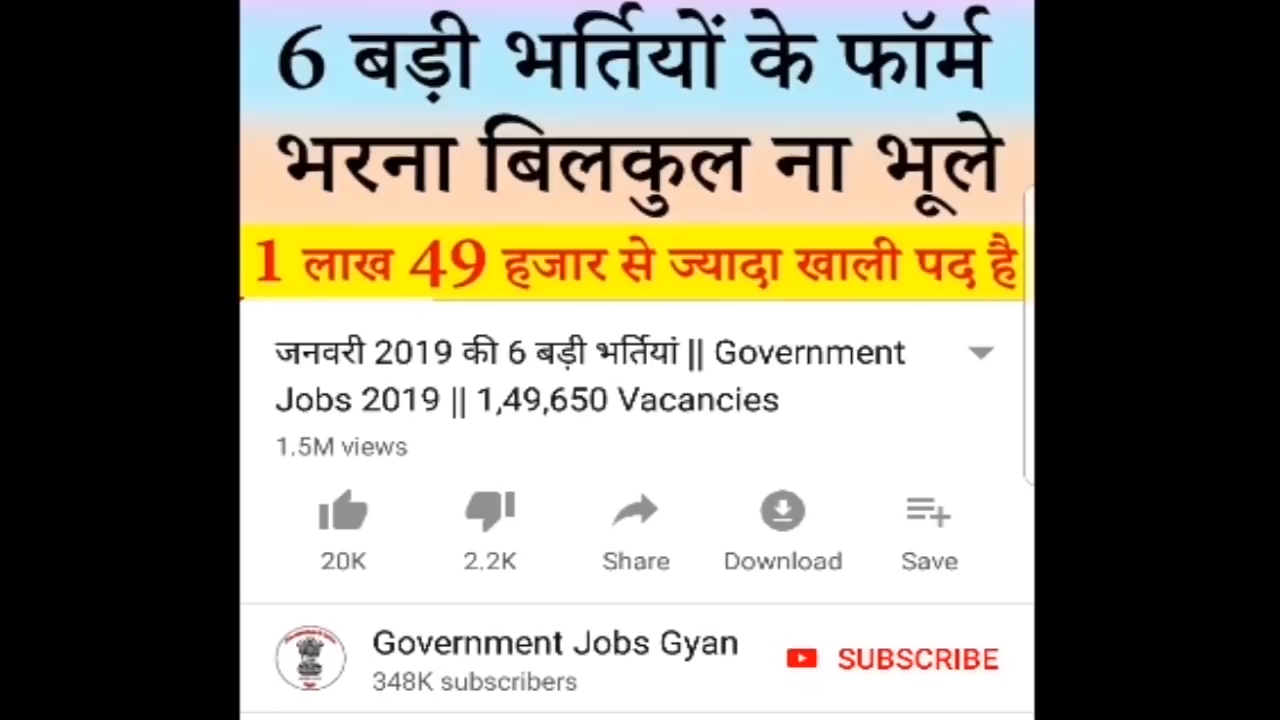 6 बड़ी भर्तियों के फॉर्म
भरना बिलकुल ना भूले
1 लाख 49 हजार से ज्यादा खाली पद है
जनवरी 2019 की 6 बड़ी भर्तियां || Government
Jobs 2019 || 1,49,650 Vacancies
1.5M views
20K 2.2K Share Download Save
Government Jobs Gyan
348K subscribers
SUBSCRIBE